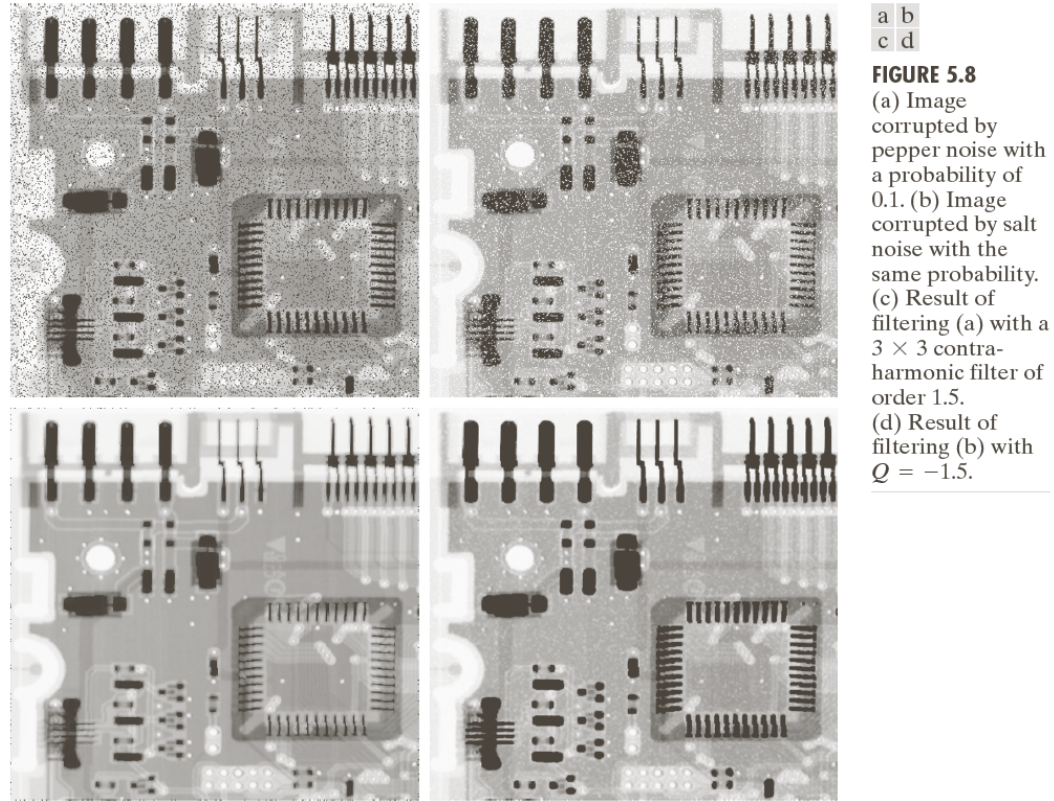 a b
c d
FIGURE 5.8
(a) Image
corrupted by
pepper noise with
a probability of
0.1. (b) Image
corrupted by salt
noise with the
same probability.
(c) Result of
filtering (a) with a
3 × 3 contra-
harmonic filter of
order 1.5.
(d) Result of
filtering (b) with
Q = −1.5.